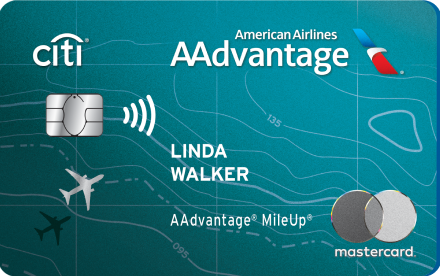 citi®
American Airlines
AAdvantage®
135
LINDA
WALKER
AAdvantage® MileUp®
095
mastercard.